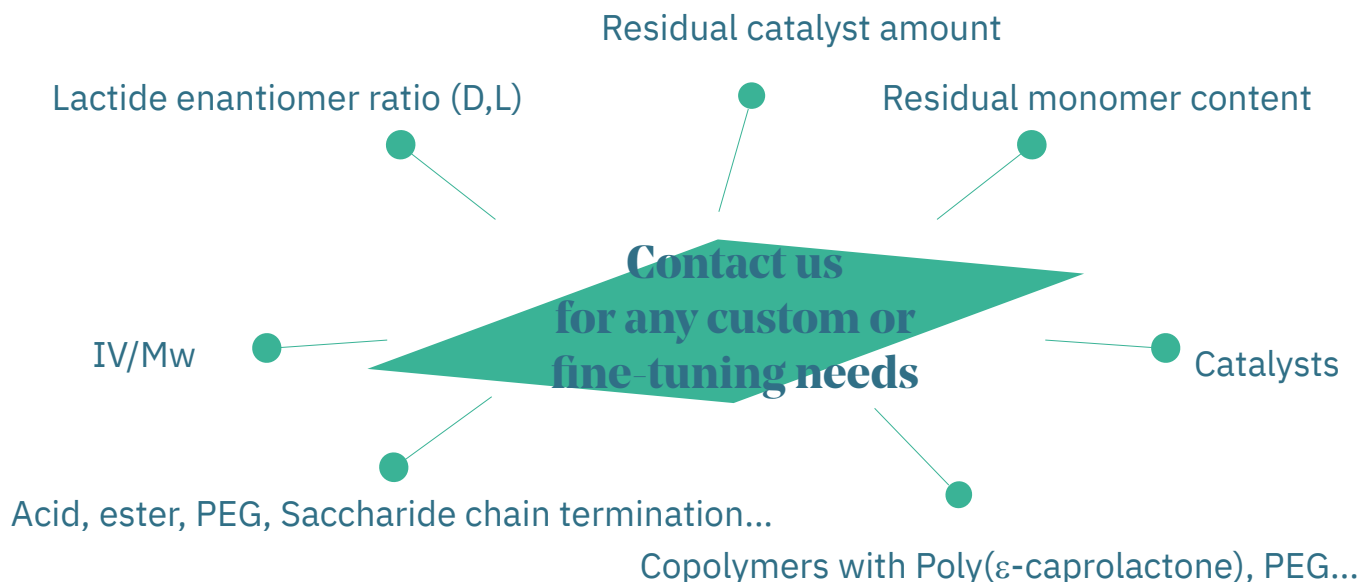 Residual catalyst amount
Lactide enantiomer ratio (D,L)
Residual monomer content
Contact us
for any custom or
fine-tuning needs
IV/Mw
Catalysts
Acid, ester, PEG, Saccharide chain termination...
Copolymers with Poly(ε-caprolactone), PEG...